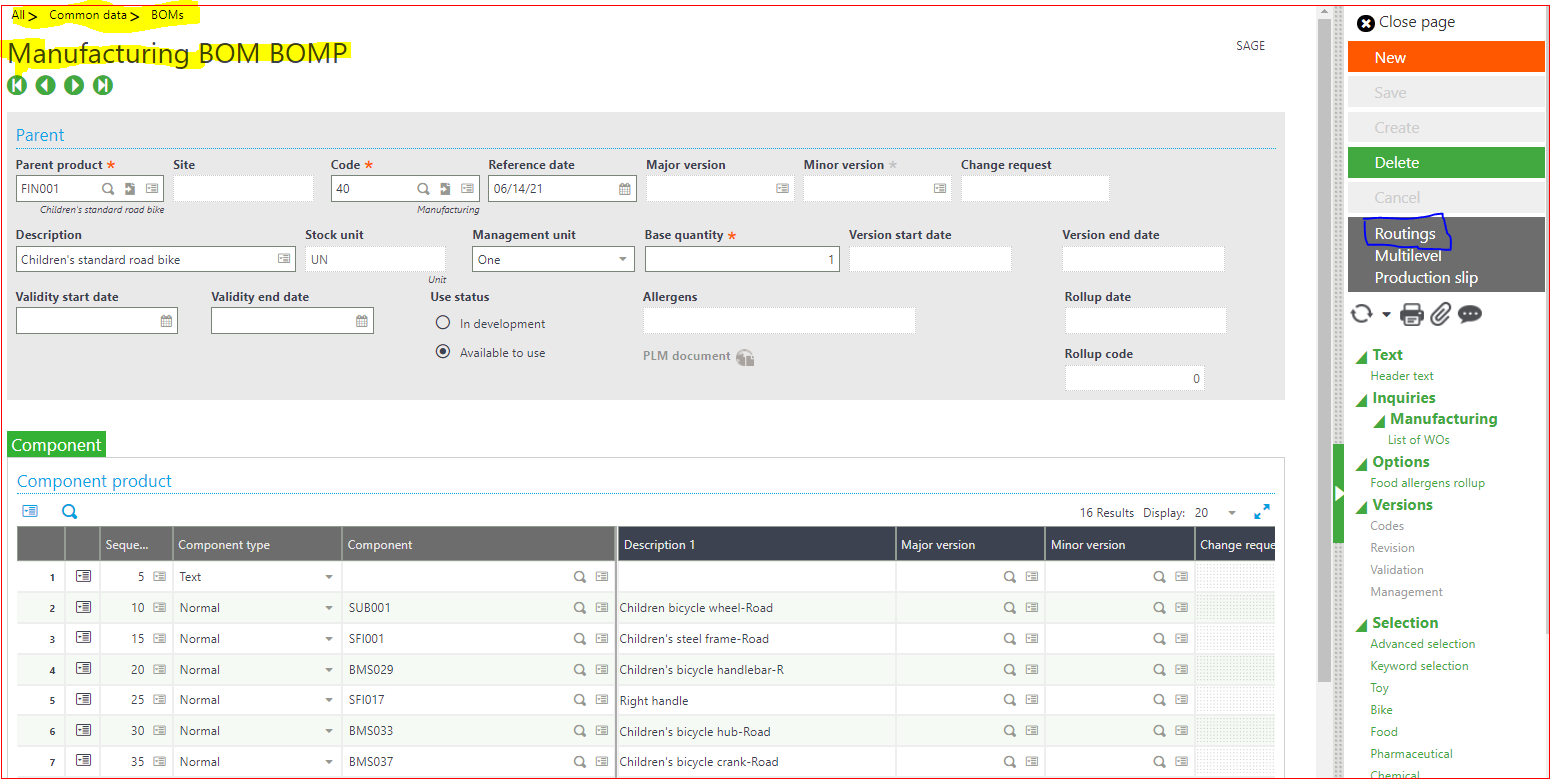 All > Common data > BOMs
Manufacturing BOM BOMP
SAGE
Parent
Parent product * Site Code * Reference date Major version Minor version * Change request
FIN001 40 06/14/21
Children's standard road bike Manufacturing
Description Stock unit Management unit Base quantity * Version start date Version end date
Children's standard road bike UN One 1
Unit
Validity start date Validity end date Use status Allergens Rollup date
In development
Available to use PLM document Rollup code
0
Component
Component product
16 Results Display: 20
Seque... Component type Component Description 1 Major version Minor version Change reque
1 5 Text
2 10 Normal SUB001 Children bicycle wheel-Road
3 15 Normal SFI001 Children's steel frame-Road
4 20 Normal BMS029 Children's bicycle handlebar-R
5 25 Normal SFI017 Right handle
6 30 Normal BMS033 Children's bicycle hub-Road
7 35 Normal BMS037 Children's bicycle crank-Road
Close page
New
Save
Create
Delete
Cancel
Routings
Multilevel
Production slip
Text
Header text
Inquiries
Manufacturing
List of WOs
Options
Food allergens rollup
Versions
Codes
Revision
Validation
Management
Selection
Advanced selection
Keyword selection
Toy
Bike
Food
Pharmaceutical
Chemical